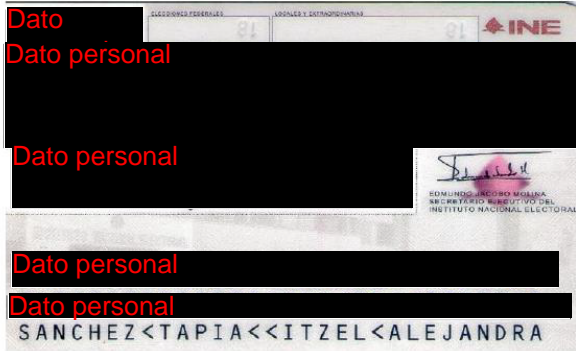 Dato
ELECCIONES FEDERALES
LOCALES Y EXTRAORDINARIAS
18
18
INE
Dato personal
Dato personal
EDMUNDO JACOBO MOLINA
SECRETARIO EJECUTIVO DEL
INSTITUTO NACIONAL ELECTORAL
Dato personal
Dato personal
SANCHEZ<TAPIA<<ITZEL<ALEJANDRA